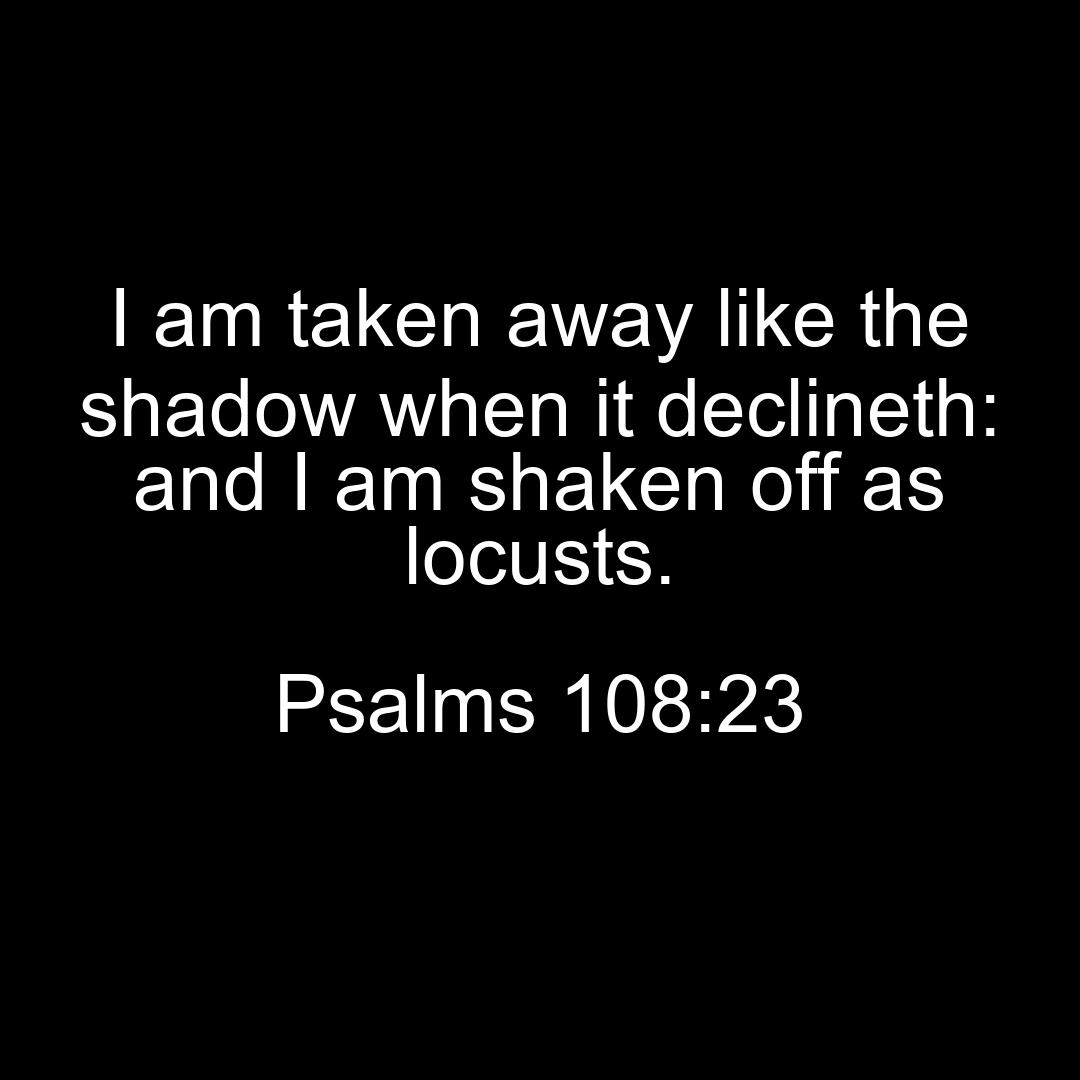 I am taken away like the
shadow when it declineth:
and I am shaken off as
locusts.
Psalms 108:23